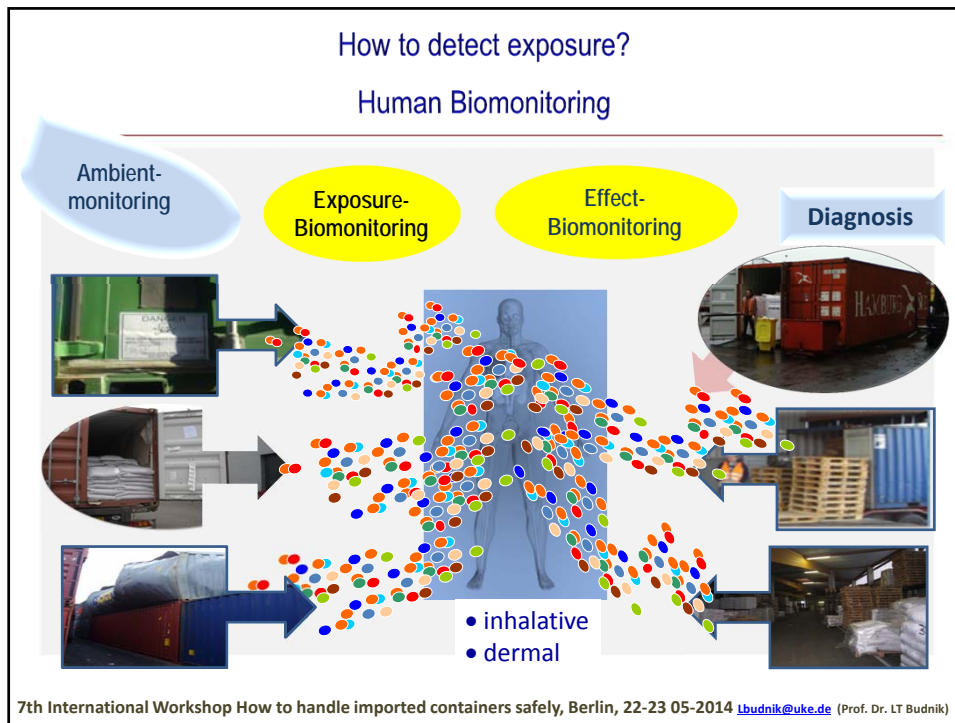 How to detect exposure?
Human Biomonitoring
Ambient-
monitoring
Exposure-
Biomonitoring
Effect-
Biomonitoring
Diagnosis
DANGER
HAMBURG
• inhalative
• dermal
7th International Workshop How to handle imported containers safely, Berlin, 22-23 05-2014 Lbudnik@uke.de (Prof. Dr. LT Budnik)